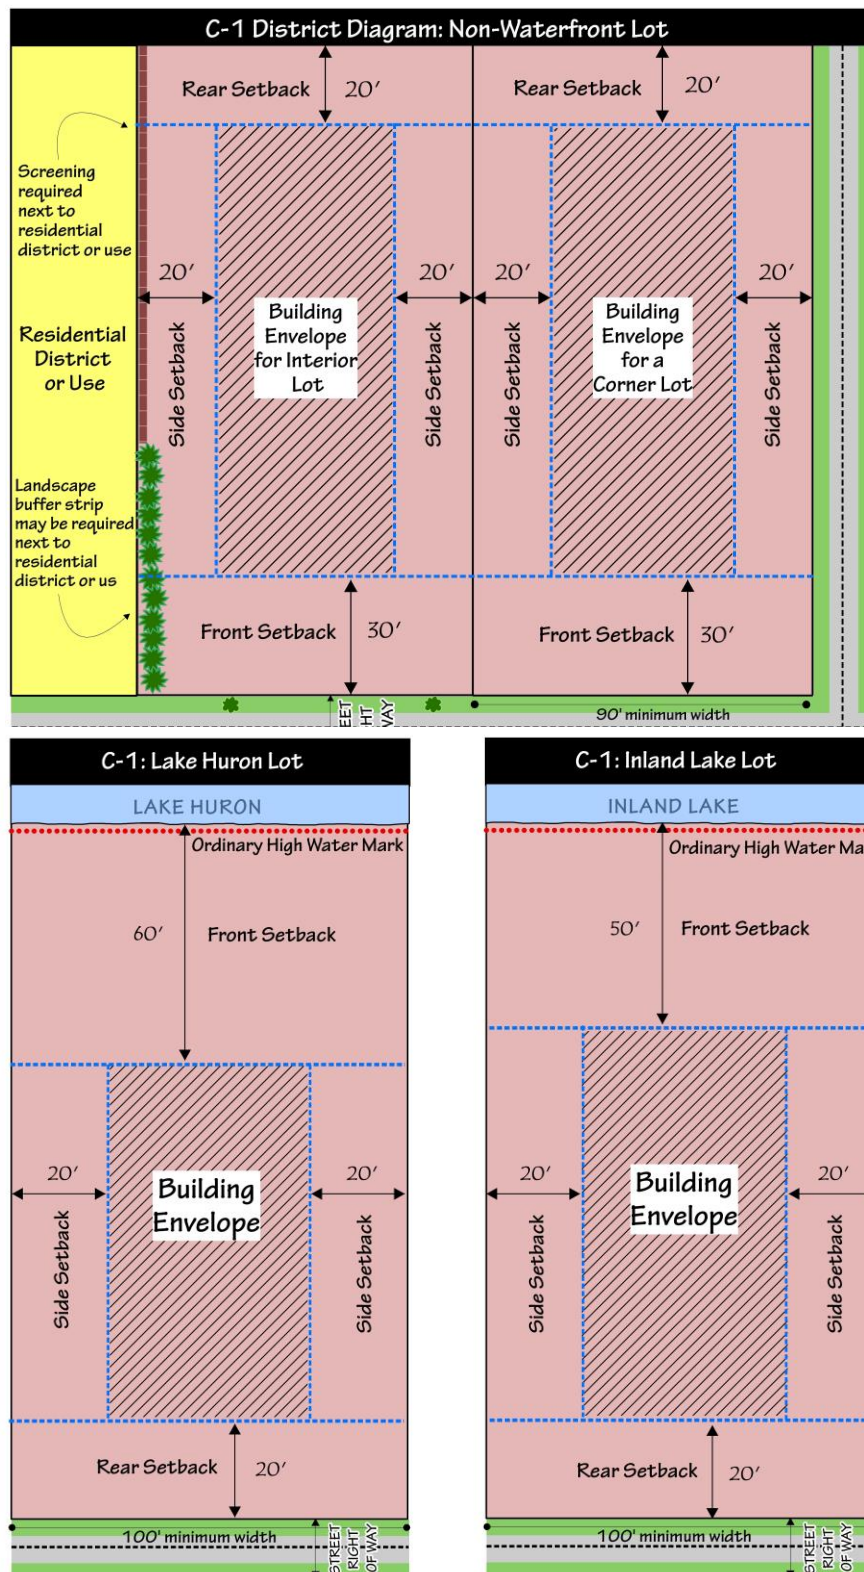 C-1 District Diagram: Non-Waterfront Lot
Rear Setback 20'
Rear Setback 20'
Screening
required
next to
residential
district or use
20'
20'
20'
20'
Building
Envelope
for Interior
Lot
Building
Envelope
for a
Corner Lot
Residential
District
or Use
Side Setback
Side Setback
Side Setback
Side Setback
Landscape
buffer strip
may be required
next to
residential
district or us
Front Setback 30'
Front Setback 30'
90' minimum width
C-1: Lake Huron Lot
LAKE HURON
Ordinary High Water Mark
60' Front Setback
20'
20'
Building
Envelope
Side Setback
Side Setback
Rear Setback 20'
100' minimum width
STREET
RIGHT
OF WAY
C-1: Inland Lake Lot
INLAND LAKE
Ordinary High Water Ma
50' Front Setback
20'
20'
Building
Envelope
Side Setback
Side Setback
Rear Setback 20'
100' minimum width
STREET
RIGHT
OF WAY